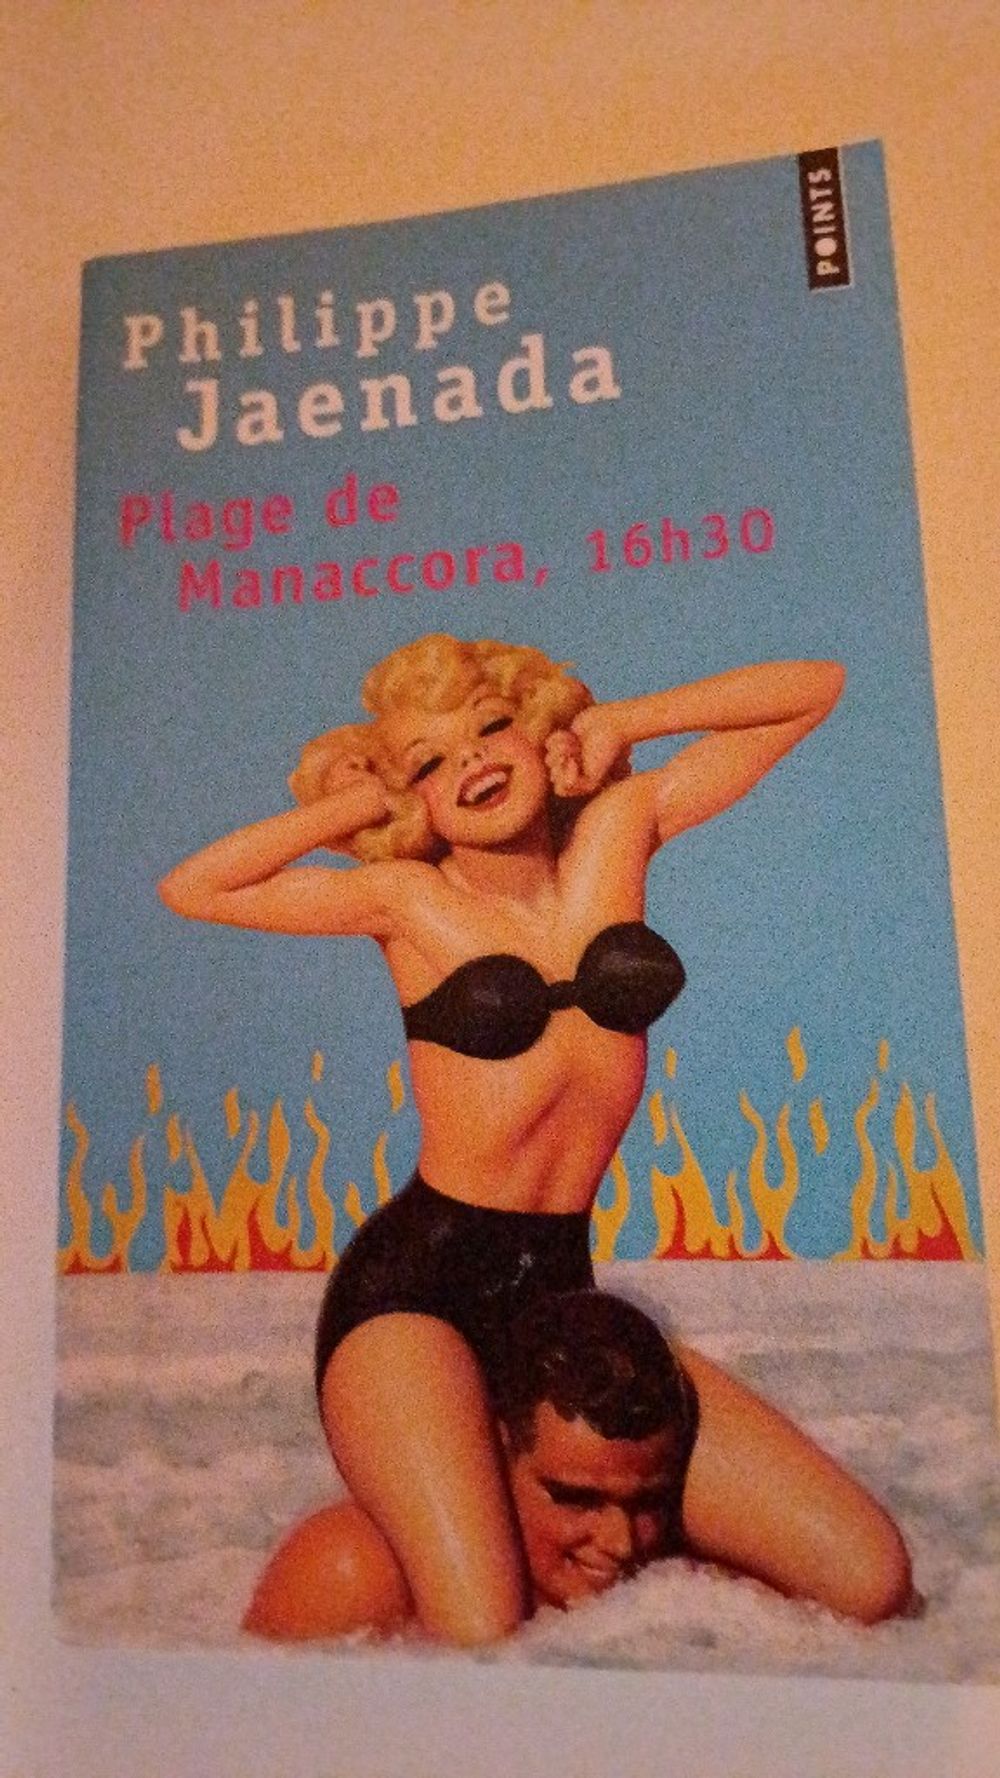 POINTS
Philippe
Jaenada
Plage de
Manaccora, 16h30